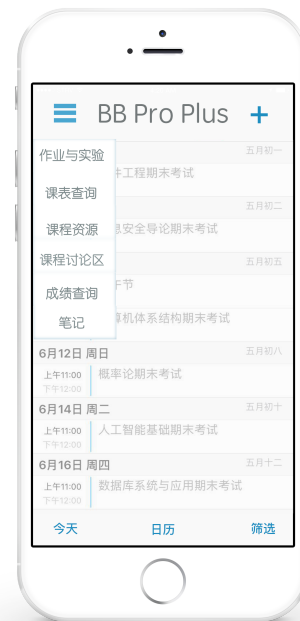 BB Pro Plus +
作业与实验
五月初一
件工程期末考试
课表查询
五月初二
课程资源
息安全导论期末考试
课程讨论区
五月初五
午节
成绩查询
算机体系结构期末考试
笔记
6月12日 周日
五月初八
上午11:00
概率论期末考试
下午12:00
6月14日 周二
五月初十
上午11:00
人工智能基础期末考试
下午12:00
6月16日 周四
五月十二
上午11:00
数据库系统与应用期末考试
下午12:00
今天
日历
筛选